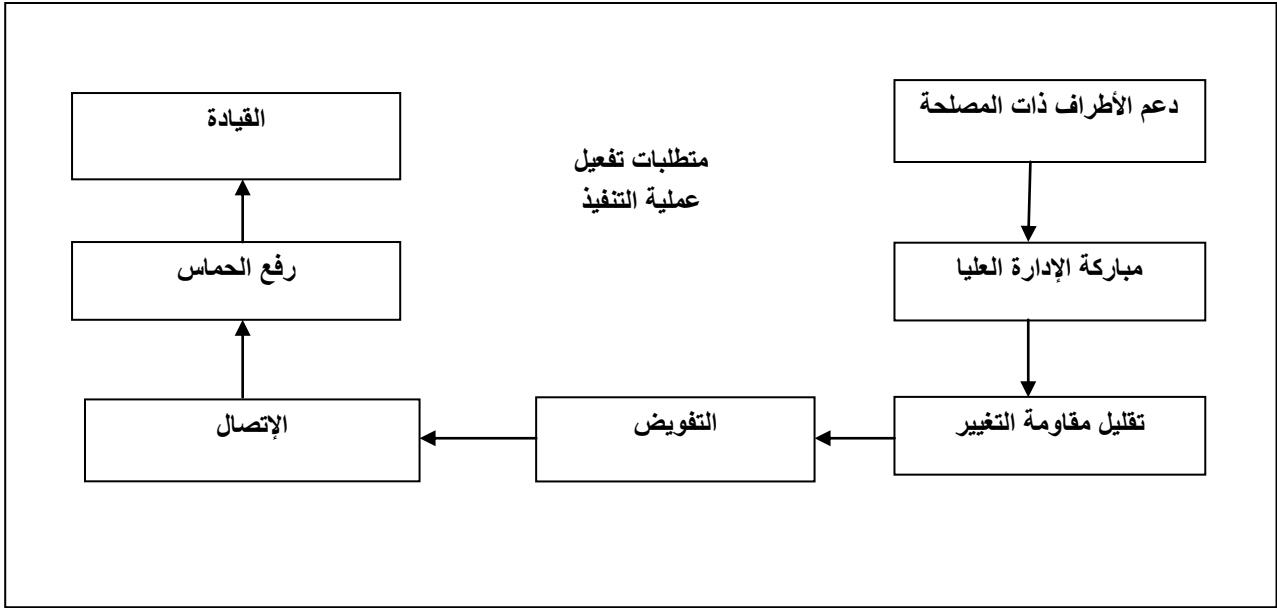 دعم الأطراف ذات المصلحة
القيادة
متطلبات تفعيل
عملية التنفيذ
مباركة الإدارة العليا
رفع الحماس
تقليل مقاومة التغيير
التفويض
الإتصال